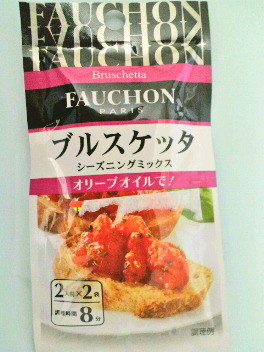 FAUCHON
FAUCHON
FAUCHON
Bruschetta
FAUCHON
PARIS
ブルスケッタ
シーズニングミックス
オリーブオイルで!
2人前×2袋
調理時間 8分
調理例